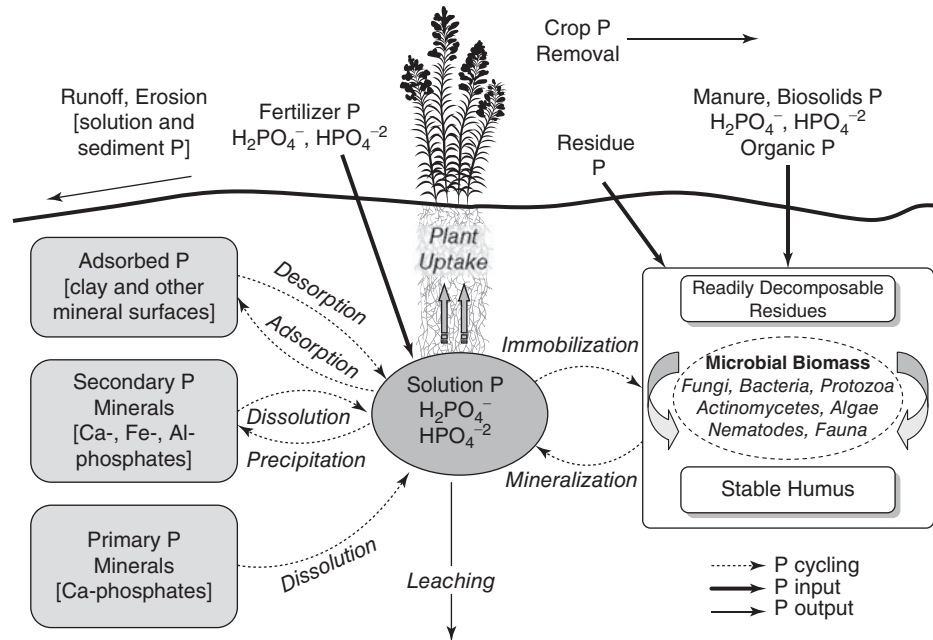 Crop P
Removal
Runoff, Erosion
[solution and
sediment P]
Fertilizer P
H₂PO₄⁻, HPO₄⁻²
Manure, Biosolids P
H₂PO₄⁻, HPO₄⁻²
Organic P
Residue
P
Plant
Uptake
Adsorbed P
[clay and other
mineral surfaces]
Desorption
Adsorption
Secondary P
Minerals
[Ca-, Fe-, Al-
phosphates]
Dissolution
Precipitation
Primary P
Minerals
[Ca-phosphates]
Dissolution
Solution P
H₂PO₄⁻
HPO₄⁻²
Leaching
Immobilization
Mineralization
Readily Decomposable
Residues
Microbial Biomass
Fungi, Bacteria, Protozoa
Actinomycetes, Algae
Nematodes, Fauna
Stable Humus
P cycling
P input
P output